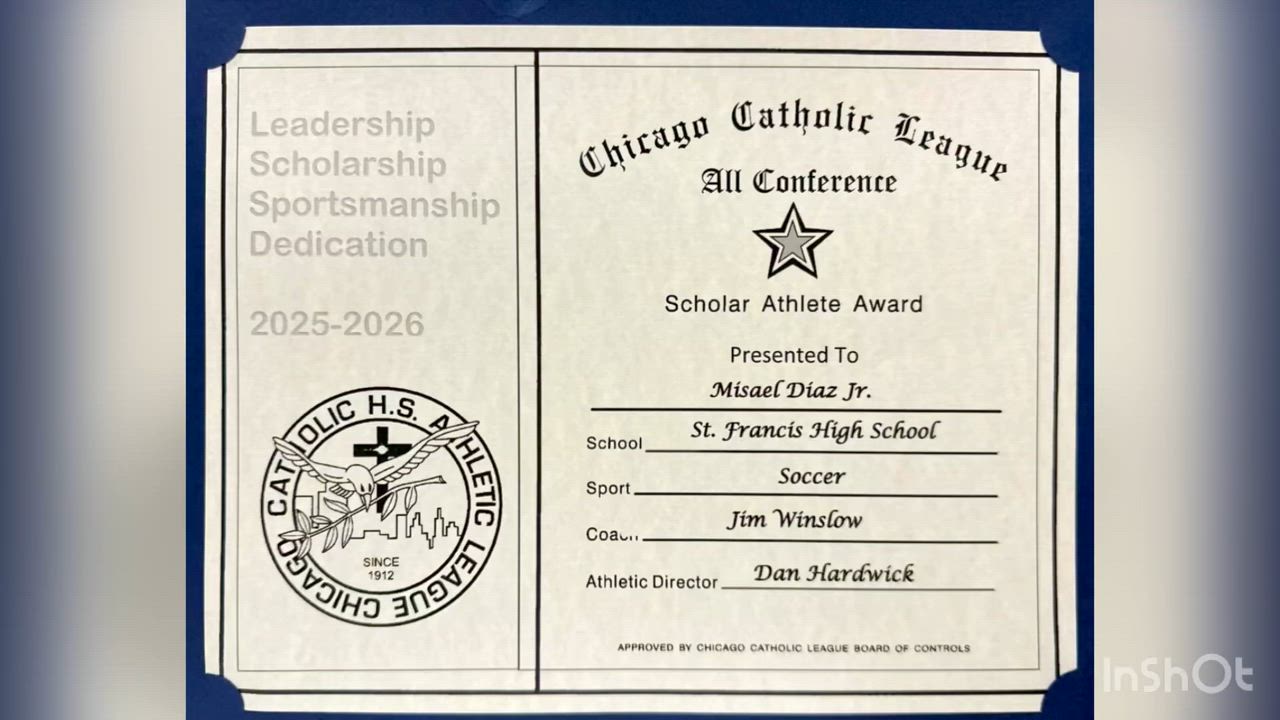 Leadership
Scholarship
Sportsmanship
Dedication
2025-2026
CATHOLIC H.S. ATHLETIC LEAGUE CHICAGO
SINCE
1912
Chicago Catholic League
All Conference
Scholar Athlete Award
Presented To
Misael Diaz Jr.
School St. Francis High School
Sport Soccer
Coach Jim Winslow
Athletic Director Dan Hardwick
APPROVED BY CHICAGO CATHOLIC LEAGUE BOARD OF CONTROLS
InShOt